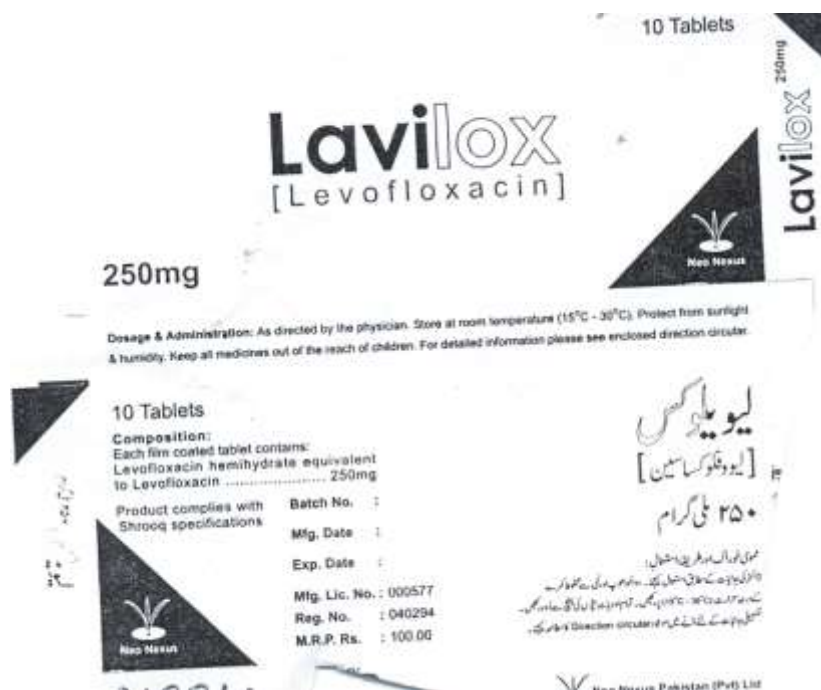 10 Tablets
Lavilox
[Levofloxacin]
250mg
Lavilox 250mg
Neo Nexus
Dosage & Administration: As directed by the physician. Store at room temperature (15°C - 30°C). Protect from sunlight
& humidity. Keep all medicines out of the reach of children. For detailed information please see enclosed direction circular.
10 Tablets
Composition:
Each film coated tablet contains:
Levofloxacin hemihydrate equivalent
to Levofloxacin ..................... 250mg
Product complies with
Shrooq specifications
Batch No. :
Mfg. Date :
Exp. Date :
Mfg. Lic. No. : 000577
Reg. No. : 040294
M.R.P. Rs. : 100.00
Neo Nexus
لیویلوکس
[لیووفلوکساسین]
۲۵۰ ملی گرام
Direction circular
Neo Nexus Pakistan (Pvt) Ltd